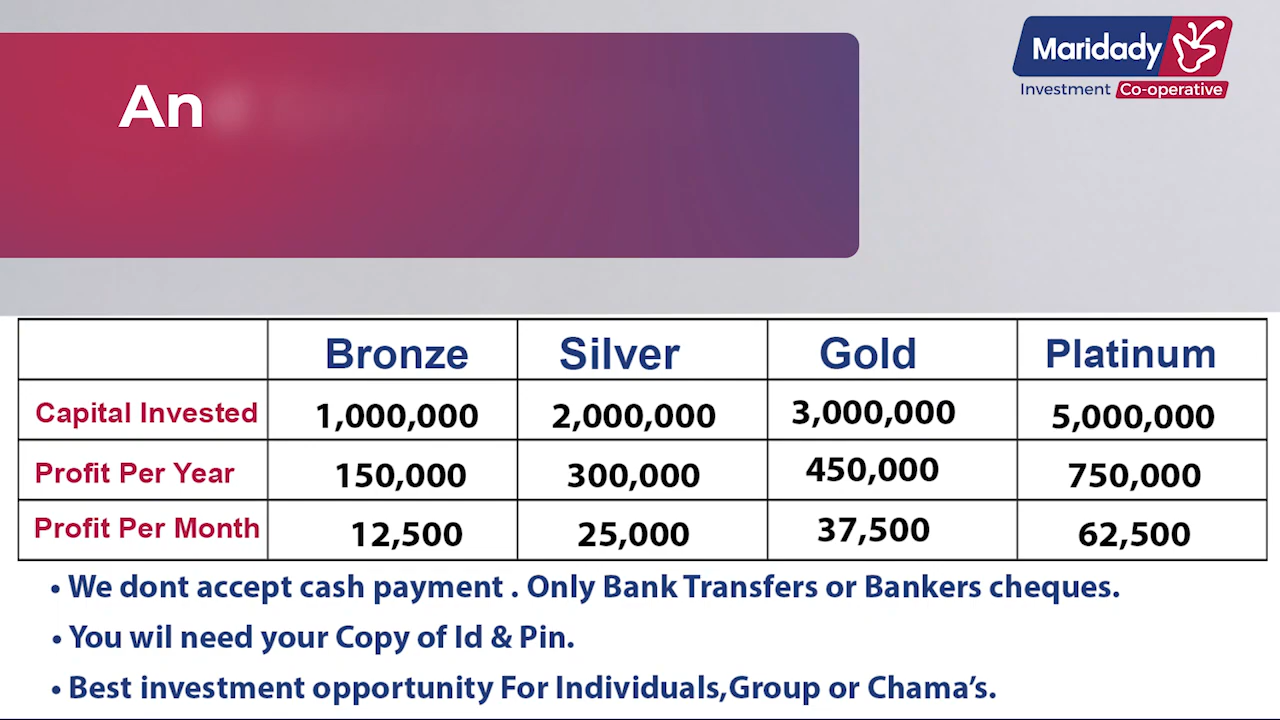 Maridady
Investment Co-operative
An
Bronze Silver Gold Platinum
Capital Invested 1,000,000 2,000,000 3,000,000 5,000,000
Profit Per Year 150,000 300,000 450,000 750,000
Profit Per Month 12,500 25,000 37,500 62,500
• We dont accept cash payment . Only Bank Transfers or Bankers cheques.
• You wil need your Copy of Id & Pin.
• Best investment opportunity For Individuals,Group or Chama's.